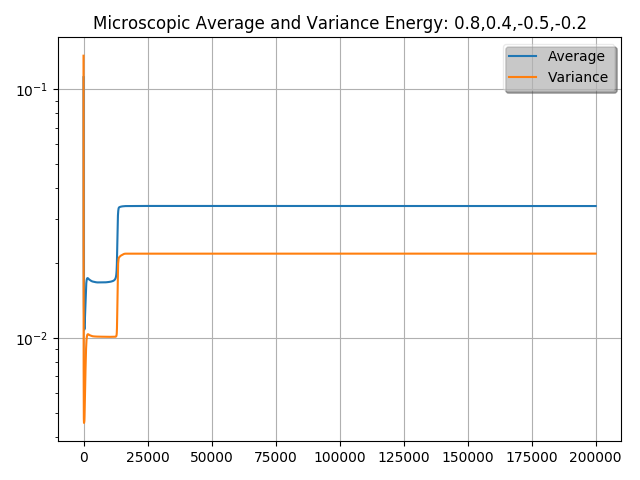 Microscopic Average and Variance Energy: 0.8,0.4,-0.5,-0.2
Average
Variance
10⁻¹
10⁻²
0 25000 50000 75000 100000 125000 150000 175000 200000